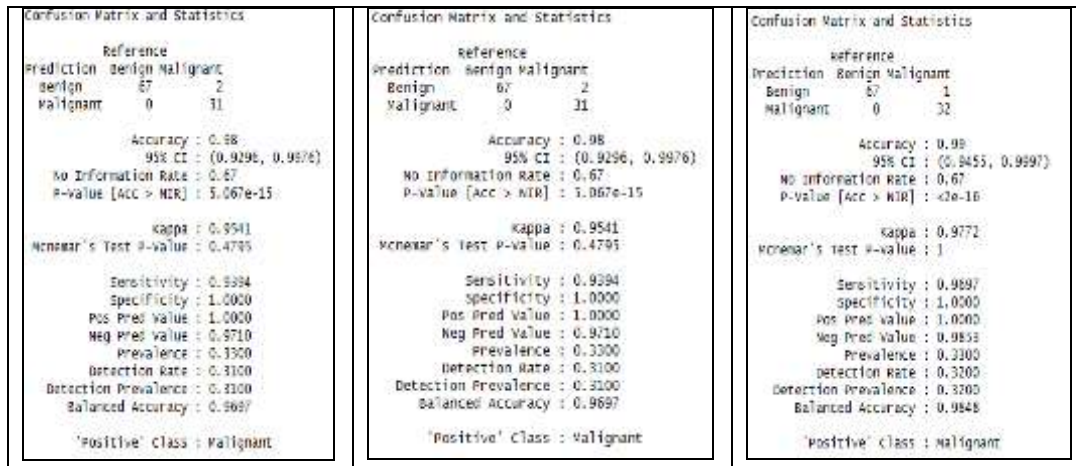 Confusion Matrix and Statistics
Reference
Prediction Benign Malignant
Benign 67 2
Malignant 0 31
Accuracy : 0.98
95% CI : (0.9296, 0.9976)
No Information Rate : 0.67
P-Value [Acc > NIR] : 5.067e-15
Kappa : 0.9541
Mcnemar's Test P-Value : 0.4795
Sensitivity : 0.9394
Specificity : 1.0000
Pos Pred Value : 1.0000
Neg Pred Value : 0.9710
Prevalence : 0.3300
Detection Rate : 0.3100
Detection Prevalence : 0.3100
Balanced Accuracy : 0.9697
'Positive' Class : Malignant
Confusion Matrix and Statistics
Reference
Prediction Benign Malignant
Benign 67 2
Malignant 0 31
Accuracy : 0.98
95% CI : (0.9296, 0.9976)
No Information Rate : 0.67
P-Value [Acc > NIR] : 5.067e-15
Kappa : 0.9541
Mcnemar's Test P-Value : 0.4795
Sensitivity : 0.9394
Specificity : 1.0000
Pos Pred Value : 1.0000
Neg Pred Value : 0.9710
Prevalence : 0.3300
Detection Rate : 0.3100
Detection Prevalence : 0.3100
Balanced Accuracy : 0.9697
'Positive' Class : Malignant
Confusion Matrix and Statistics
Reference
Prediction Benign Malignant
Benign 67 1
Malignant 0 32
Accuracy : 0.99
95% CI : (0.9455, 0.9997)
No Information Rate : 0.67
P-Value [Acc > NIR] : <2e-16
Kappa : 0.9772
Mcnemar's Test P-Value : 1
Sensitivity : 0.9697
Specificity : 1.0000
Pos Pred Value : 1.0000
Neg Pred Value : 0.9853
Prevalence : 0.3300
Detection Rate : 0.3200
Detection Prevalence : 0.3200
Balanced Accuracy : 0.9848
'Positive' Class : Malignant